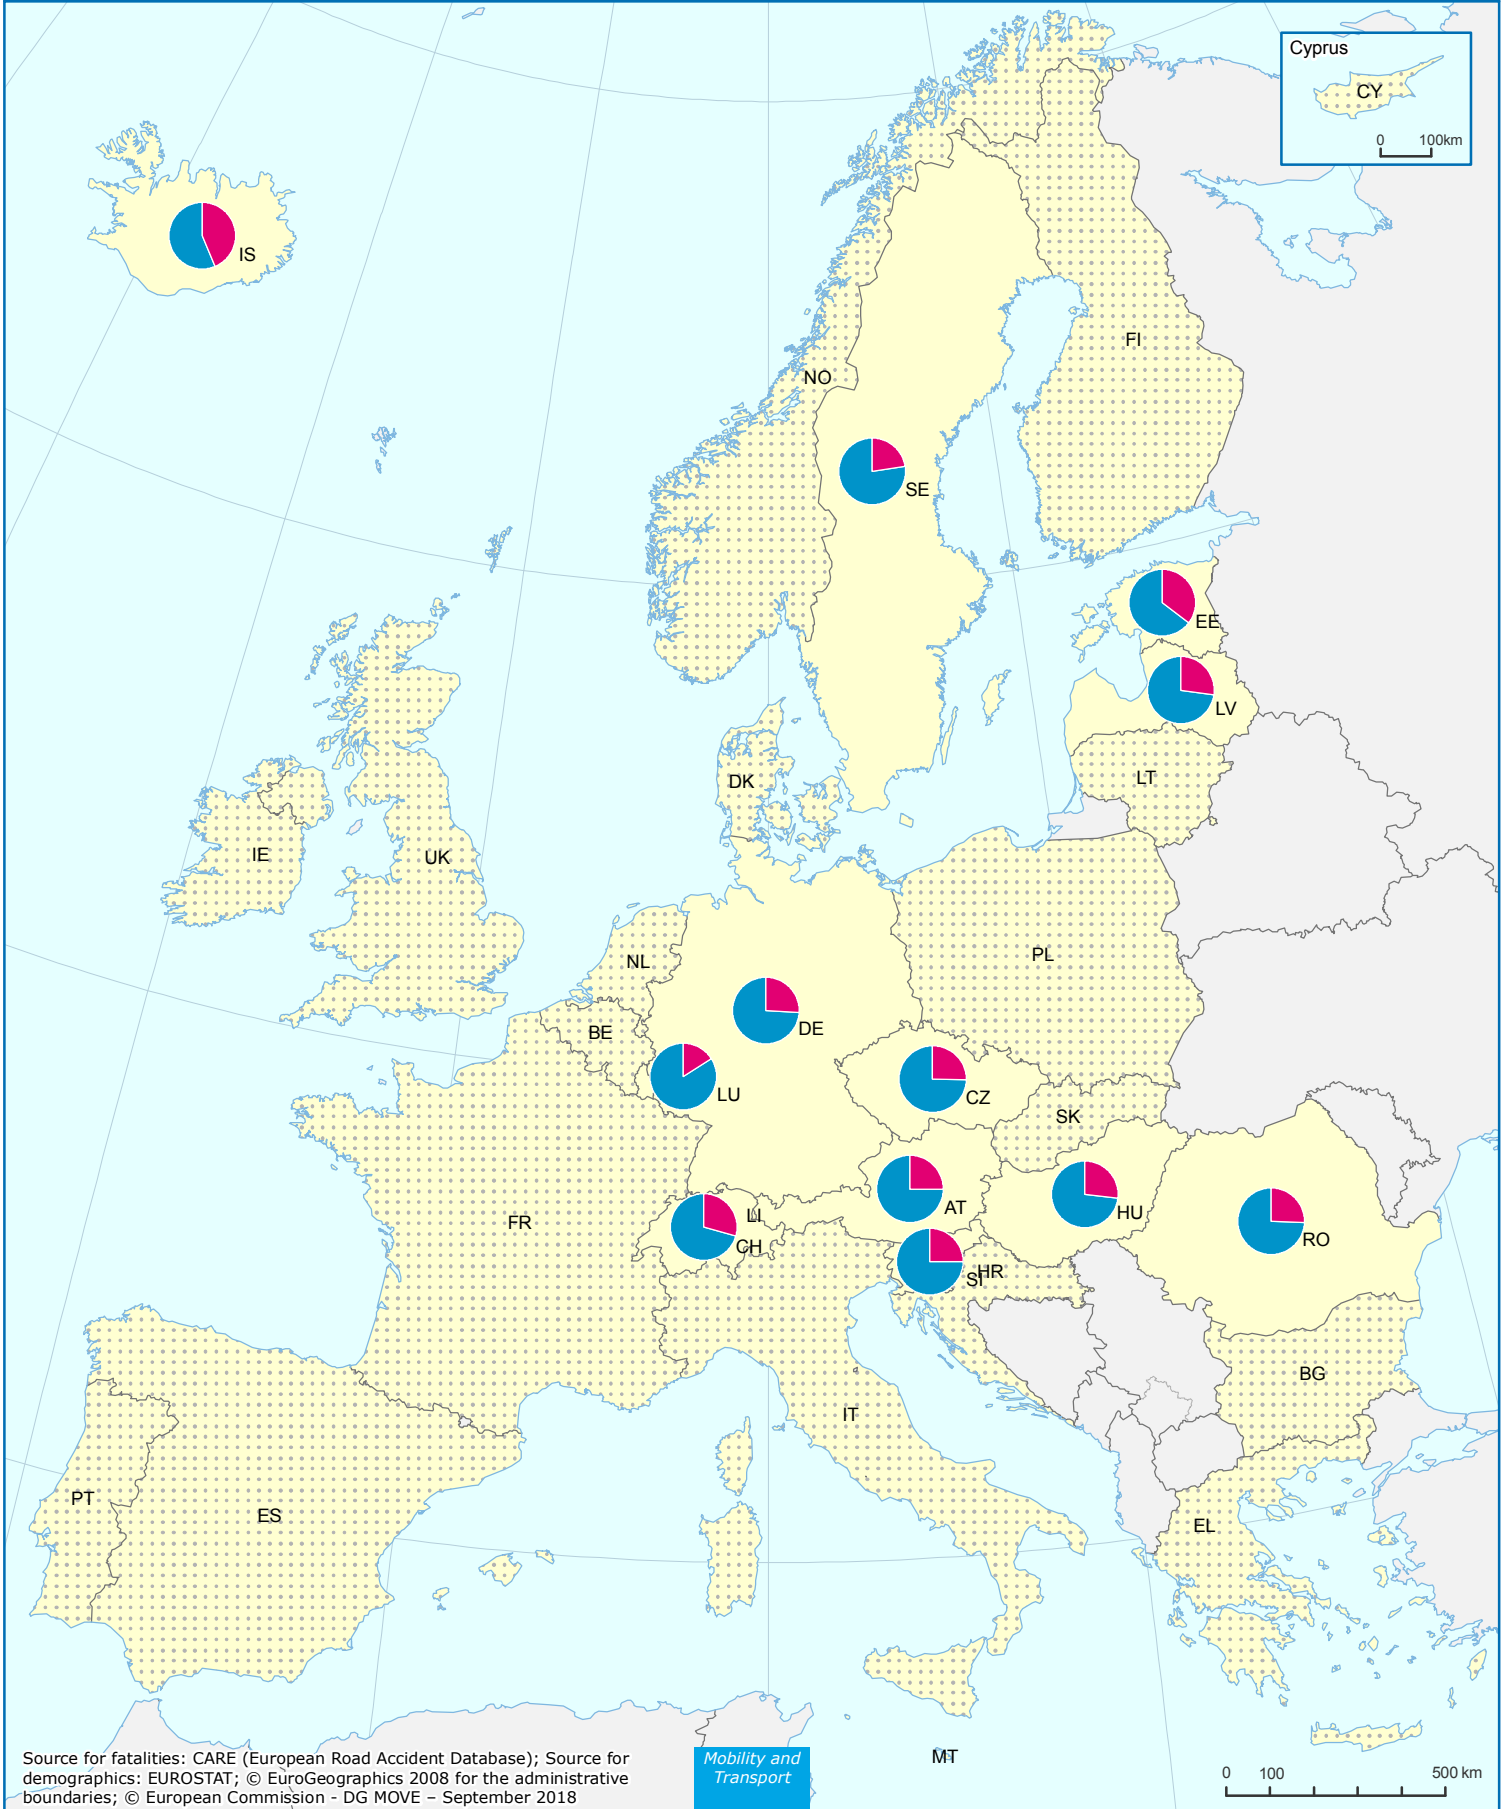 Cyprus
CY
0 100km
IS
FI
NO
SE
EE
LV
LT
DK
IE
UK
NL
PL
BE
DE
LU
CZ
SK
AT
HU
LI
CH
FR
RO
SI
HR
BG
IT
PT
ES
EL
MT
Source for fatalities: CARE (European Road Accident Database); Source for
demographics: EUROSTAT; © EuroGeographics 2008 for the administrative
boundaries; © European Commission - DG MOVE – September 2018
Mobility and
Transport
0 100 500 km